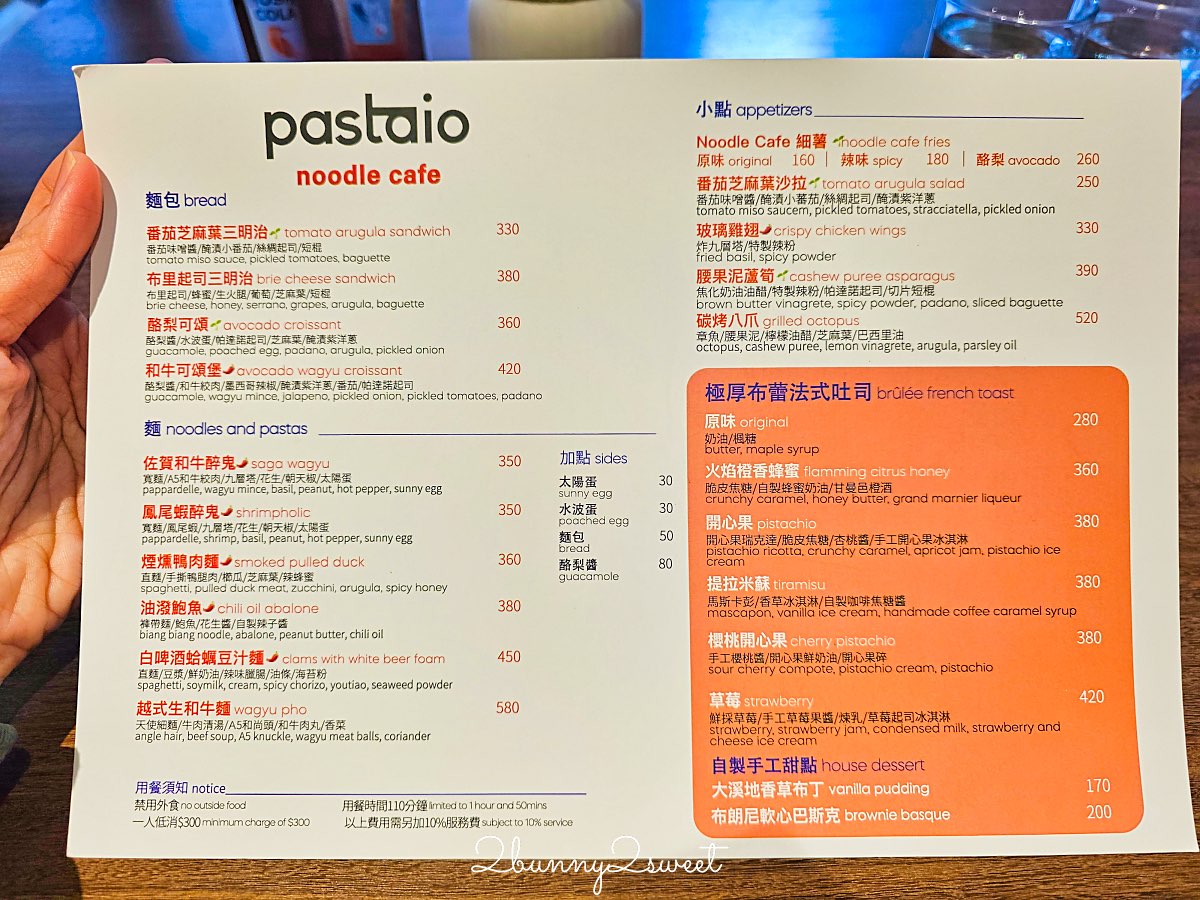 COLA
pastaio
noodle cafe
麵包 bread
番茄芝麻葉三明治 tomato arugula sandwich 330
番茄味噌醬/醃漬小番茄/絲綢起司/短棍
tomato miso sauce, pickled tomatoes, baguette
布里起司三明治 brie cheese sandwich 380
布里起司/蜂蜜/生火腿/葡萄/芝麻葉/短棍
brie cheese, honey, serrano, grapes, arugula, baguette
酪梨可頌 avocado croissant 360
酪梨醬/水波蛋/帕達諾起司/芝麻葉/醃漬紫洋蔥
guacamole, poached egg, padano, arugula, pickled onion
和牛可頌堡 avocado wagyu croissant 420
酪梨醬/和牛絞肉/墨西哥辣椒/醃漬紫洋蔥/番茄/帕達諾起司
guacamole, wagyu mince, jalapeno, pickled onion, pickled tomatoes, padano
麵 noodles and pastas
佐賀和牛醉鬼 saga wagyu 350
寬麵/A5和牛絞肉/九層塔/花生/朝天椒/太陽蛋
pappardelle, wagyu mince, basil, peanut, hot pepper, sunny egg
鳳尾蝦醉鬼 shrimpholic 350
寬麵/鳳尾蝦/九層塔/花生/朝天椒/太陽蛋
pappardelle, shrimp, basil, peanut, hot pepper, sunny egg
煙燻鴨肉麵 smoked pulled duck 360
直麵/手撕鴨腿肉/櫛瓜/芝麻葉/辣蜂蜜
spaghetti, pulled duck meat, zucchini, arugula, spicy honey
油潑鮑魚 chili oil abalone 380
褲帶麵/鮑魚/花生醬/自製辣子醬
biang biang noodle, abalone, peanut butter, chili oil
白啤酒蛤蠣豆汁麵 clams with white beer foam 450
直麵/豆漿/鮮奶油/辣味臘腸/油條/海苔粉
spaghetti, soymilk, cream, spicy chorizo, youtiao, seaweed powder
越式生和牛麵 wagyu pho 580
天使細麵/牛肉清湯/A5和尚頭/和牛肉丸/香菜
angle hair, beef soup, A5 knuckle, wagyu meat balls, coriander
加點 sides
太陽蛋 30
sunny egg
水波蛋 30
poached egg
麵包 50
bread
酪梨醬 80
guacamole
用餐須知 notice
禁用外食 no outside food 用餐時間110分鐘 limited to 1 hour and 50mins
一人低消$300 minimum charge of $300 以上費用需另加10%服務費 subject to 10% service
小點 appetizers
Noodle Cafe 細薯 noodle cafe fries
原味 original 160 | 辣味 spicy 180 | 酪梨 avocado 260
番茄芝麻葉沙拉 tomato arugula salad 250
番茄味噌醬/醃漬小蕃茄/絲綢起司/醃漬紫洋蔥
tomato miso saucem, pickled tomatoes, stracciatella, pickled onion
玻璃雞翅 crispy chicken wings 330
炸九層塔/特製辣粉
fried basil, spicy powder
腰果泥蘆筍 cashew puree asparagus 390
焦化奶油油醋/特製辣粉/帕達諾起司/切片短棍
brown butter vinagrete, spicy powder, padano, sliced baguette
碳烤八爪 grilled octopus 520
章魚/腰果泥/檸檬油醋/芝麻葉/巴西里油
octopus, cashew puree, lemon vinagrete, arugula, parsley oil
極厚布蕾法式吐司 brûlée french toast
原味 original 280
奶油/楓糖
butter, maple syrup
火焰橙香蜂蜜 flamming citrus honey 360
脆皮焦糖/自製蜂蜜奶油/甘曼邑橙酒
crunchy caramel, honey butter, grand marnier liqueur
開心果 pistachio 380
開心果瑞克達/脆皮焦糖/杏桃醬/手工開心果冰淇淋
pistachio ricotta, crunchy caramel, apricot jam, pistachio ice
cream
提拉米蘇 tiramisu 380
馬斯卡彭/香草冰淇淋/自製咖啡焦糖醬
mascapon, vanilla ice cream, handmade coffee caramel syrup
櫻桃開心果 cherry pistachio 380
手工櫻桃醬/開心果鮮奶油/開心果碎
sour cherry compote, pistachio cream, pistachio
草莓 strawberry 420
鮮採草莓/手工草莓果醬/煉乳/草莓起司冰淇淋
strawberry, strawberry jam, condensed milk, strawberry and
cheese ice cream
自製手工甜點 house dessert
大溪地香草布丁 vanilla pudding 170
布朗尼軟心巴斯克 brownie basque 200
2bunny2sweet